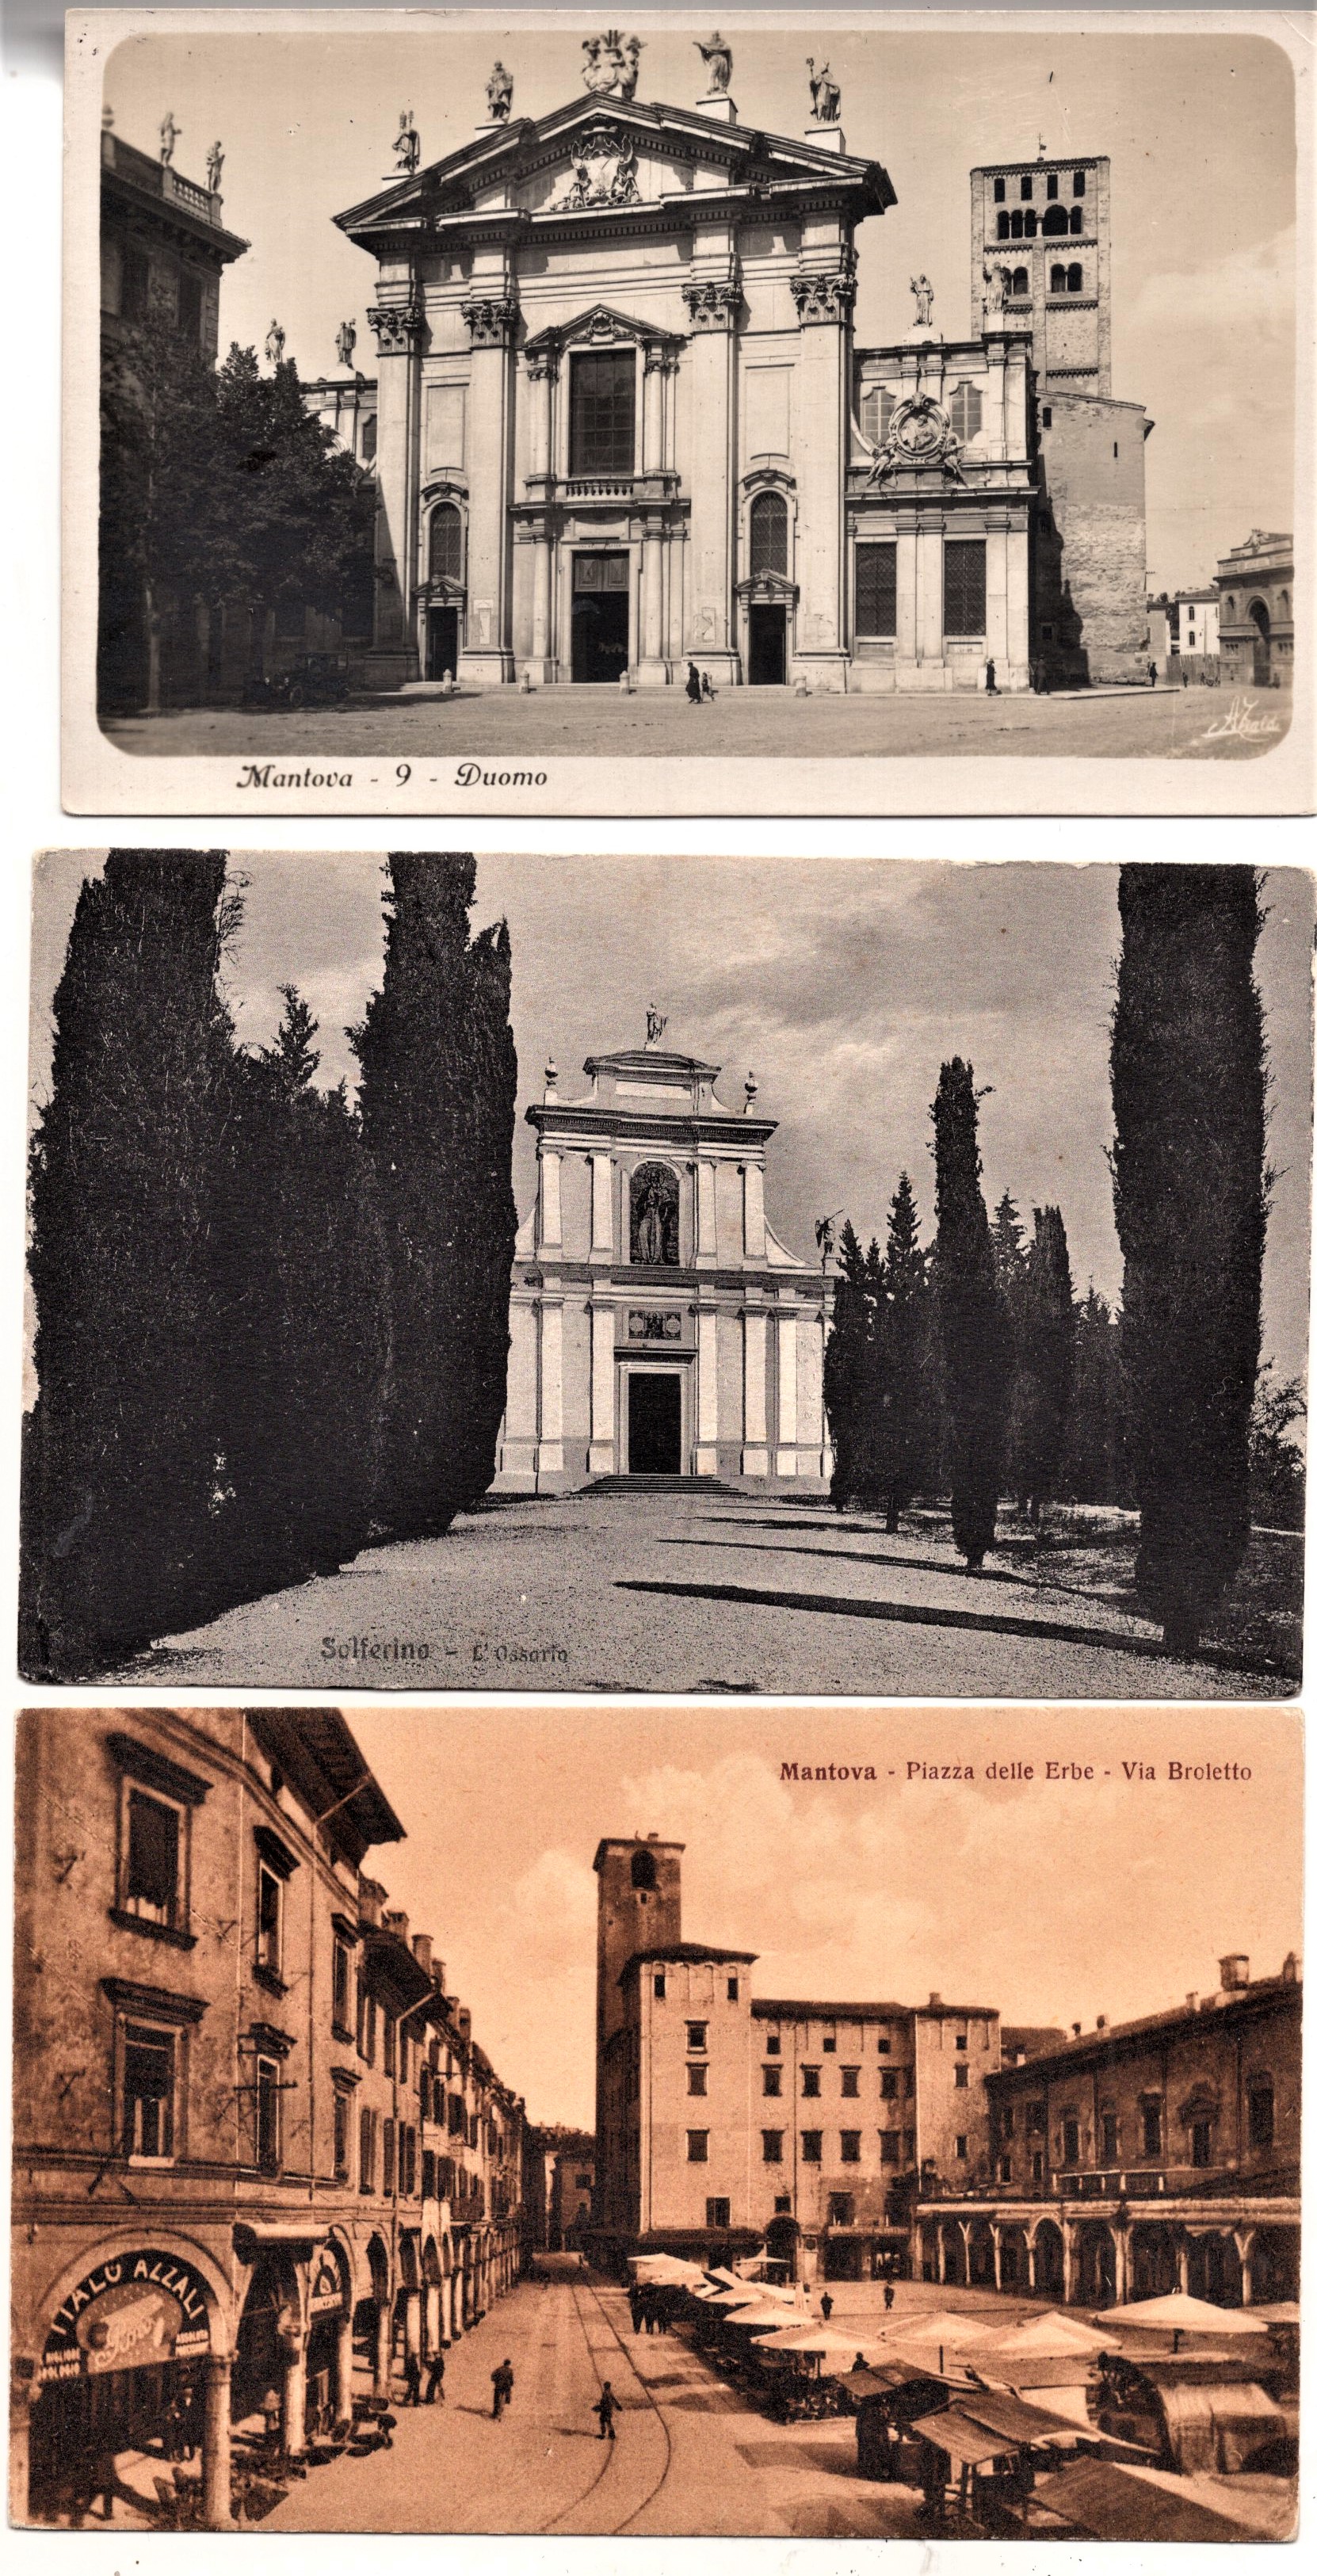 Mantova - 9 - Duomo
Solferino - L'Ossario
Mantova - Piazza delle Erbe - Via Broletto
ITALO AZZALI